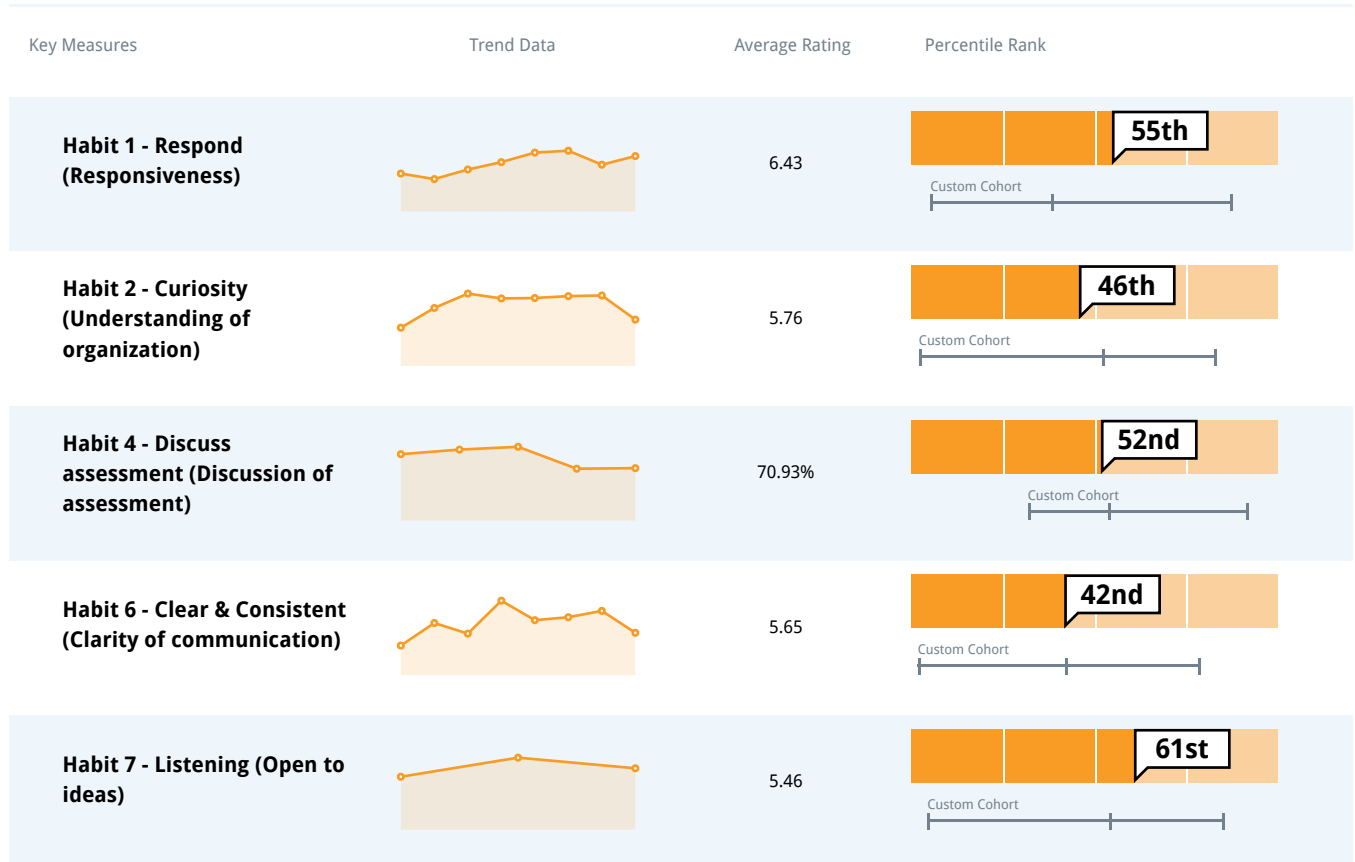 Key Measures
Trend Data
Average Rating
Percentile Rank
Habit 1 - Respond
(Responsiveness)
6.43
55th
Custom Cohort
Habit 2 - Curiosity
(Understanding of
organization)
5.76
46th
Custom Cohort
Habit 4 - Discuss
assessment (Discussion of
assessment)
70.93%
52nd
Custom Cohort
Habit 6 - Clear & Consistent
(Clarity of communication)
5.65
42nd
Custom Cohort
Habit 7 - Listening (Open to
ideas)
5.46
61st
Custom Cohort